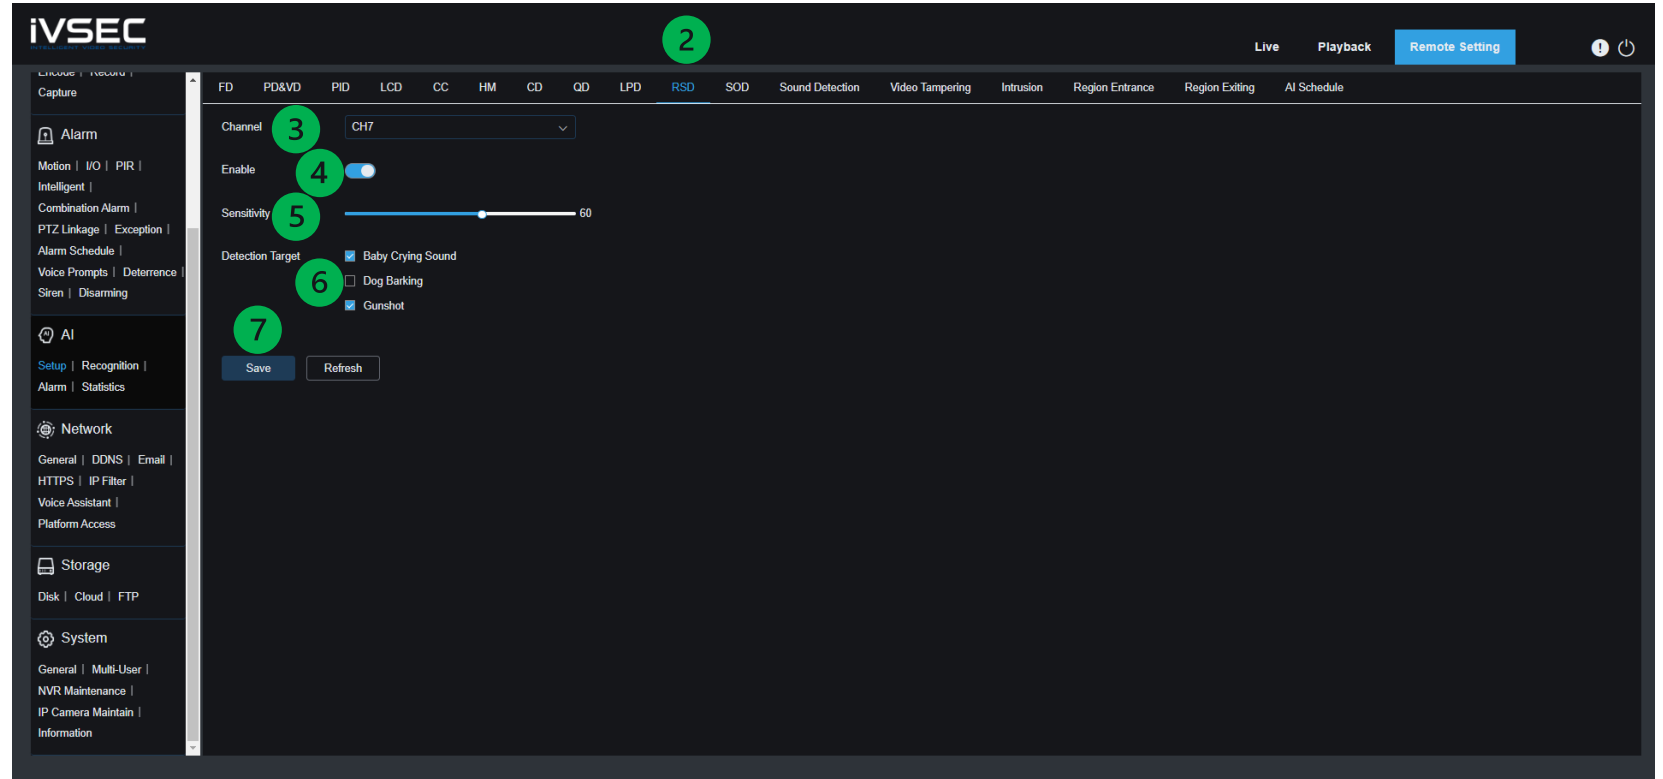 iVSEC
INTELLIGENT VIDEO SECURITY
2
Live Playback Remote Setting
Encode | Record |
Capture
Alarm
Motion | I/O | PIR |
Intelligent |
Combination Alarm |
PTZ Linkage | Exception |
Alarm Schedule |
Voice Prompts | Deterrence |
Siren | Disarming
AI
Setup | Recognition |
Alarm | Statistics
Network
General | DDNS | Email |
HTTPS | IP Filter |
Voice Assistant |
Platform Access
Storage
Disk | Cloud | FTP
System
General | Multi-User |
NVR Maintenance |
IP Camera Maintain |
Information
FD PD&VD PID LCD CC HM CD QD LPD RSD SOD Sound Detection Video Tampering Intrusion Region Entrance Region Exiting AI Schedule
Channel 3 CH7
Enable 4
Sensitivity 5 60
Detection Target Baby Crying Sound
6 Dog Barking
Gunshot
7
Save Refresh